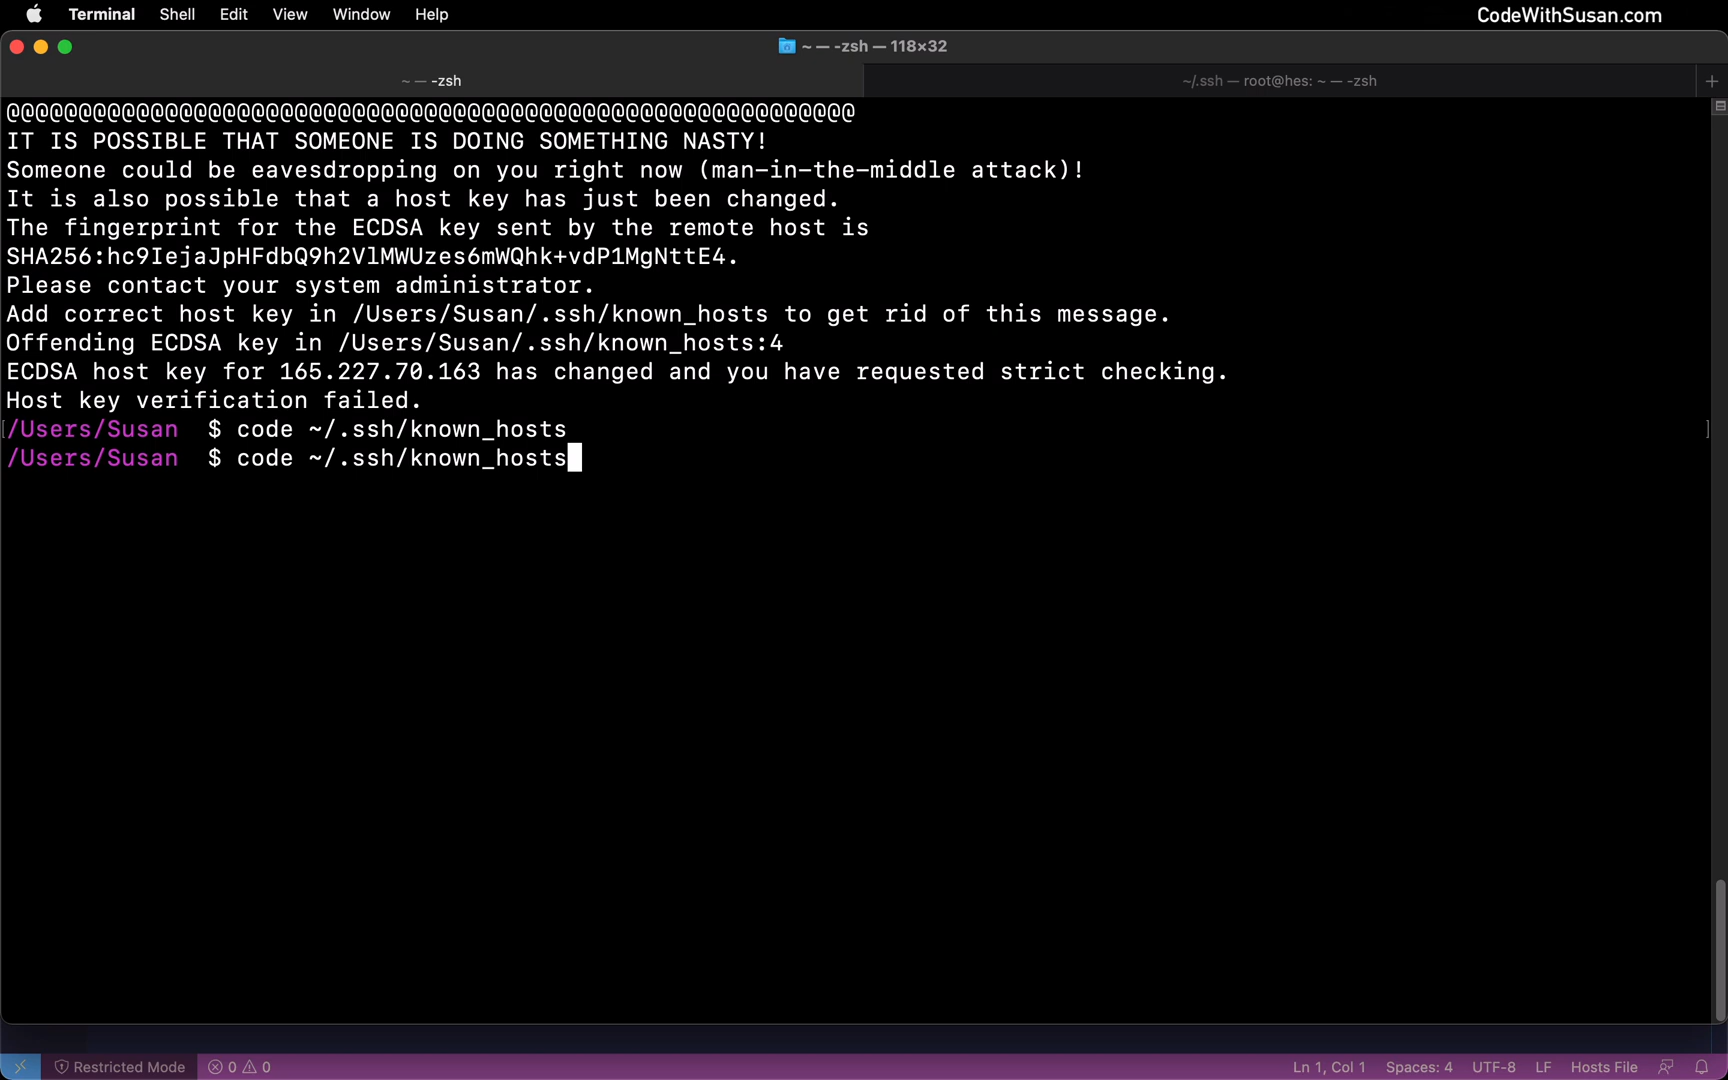 Terminal Shell Edit View Window Help CodeWithSusan.com
~ — -zsh — 118×32
~ — -zsh ~/.ssh — root@hes: ~ — -zsh +
@@@@@@@@@@@@@@@@@@@@@@@@@@@@@@@@@@@@@@@@@@@@@@@@@@@@@@@@@@@
IT IS POSSIBLE THAT SOMEONE IS DOING SOMETHING NASTY!
Someone could be eavesdropping on you right now (man-in-the-middle attack)!
It is also possible that a host key has just been changed.
The fingerprint for the ECDSA key sent by the remote host is
SHA256:hc9IejaJpHFdbQ9h2VlMWUzes6mWQhk+vdP1MgNttE4.
Please contact your system administrator.
Add correct host key in /Users/Susan/.ssh/known_hosts to get rid of this message.
Offending ECDSA key in /Users/Susan/.ssh/known_hosts:4
ECDSA host key for 165.227.70.163 has changed and you have requested strict checking.
Host key verification failed.
[/Users/Susan $ code ~/.ssh/known_hosts ]
/Users/Susan $ code ~/.ssh/known_hosts
Restricted Mode 0 0 Ln 1, Col 1 Spaces: 4 UTF-8 LF Hosts File